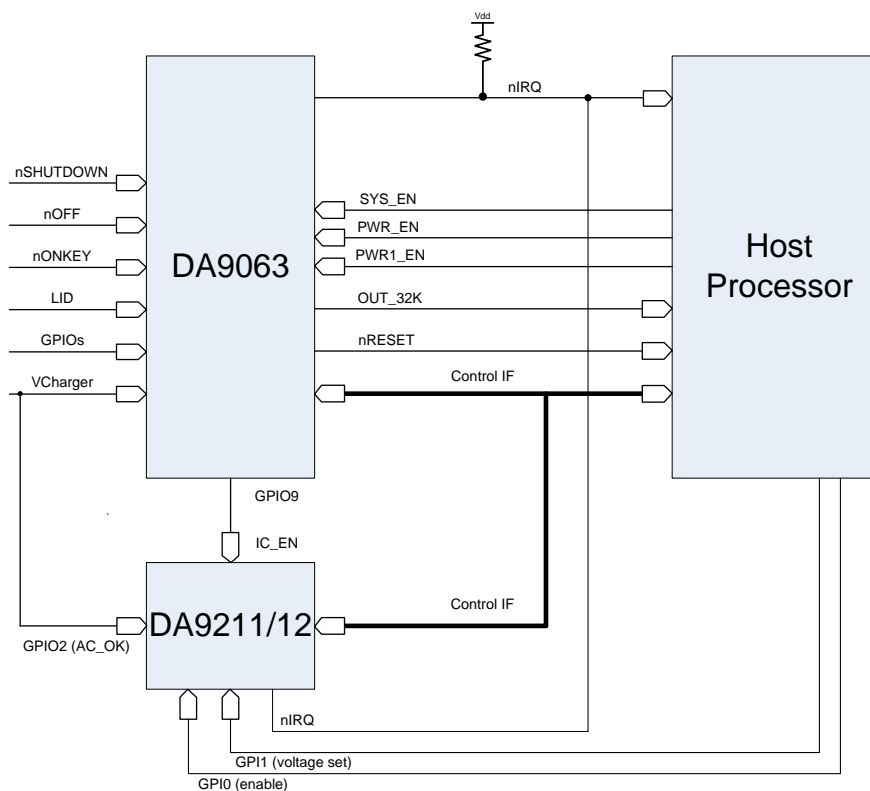 Vdd
nIRQ
nSHUTDOWN
SYS_EN
nOFF
PWR_EN
nONKEY
DA9063
PWR1_EN
Host
Processor
LID
OUT_32K
GPIOs
nRESET
VCharger
Control IF
GPIO9
IC_EN
DA9211/12
Control IF
GPIO2 (AC_OK)
nIRQ
GPI1 (voltage set)
GPI0 (enable)